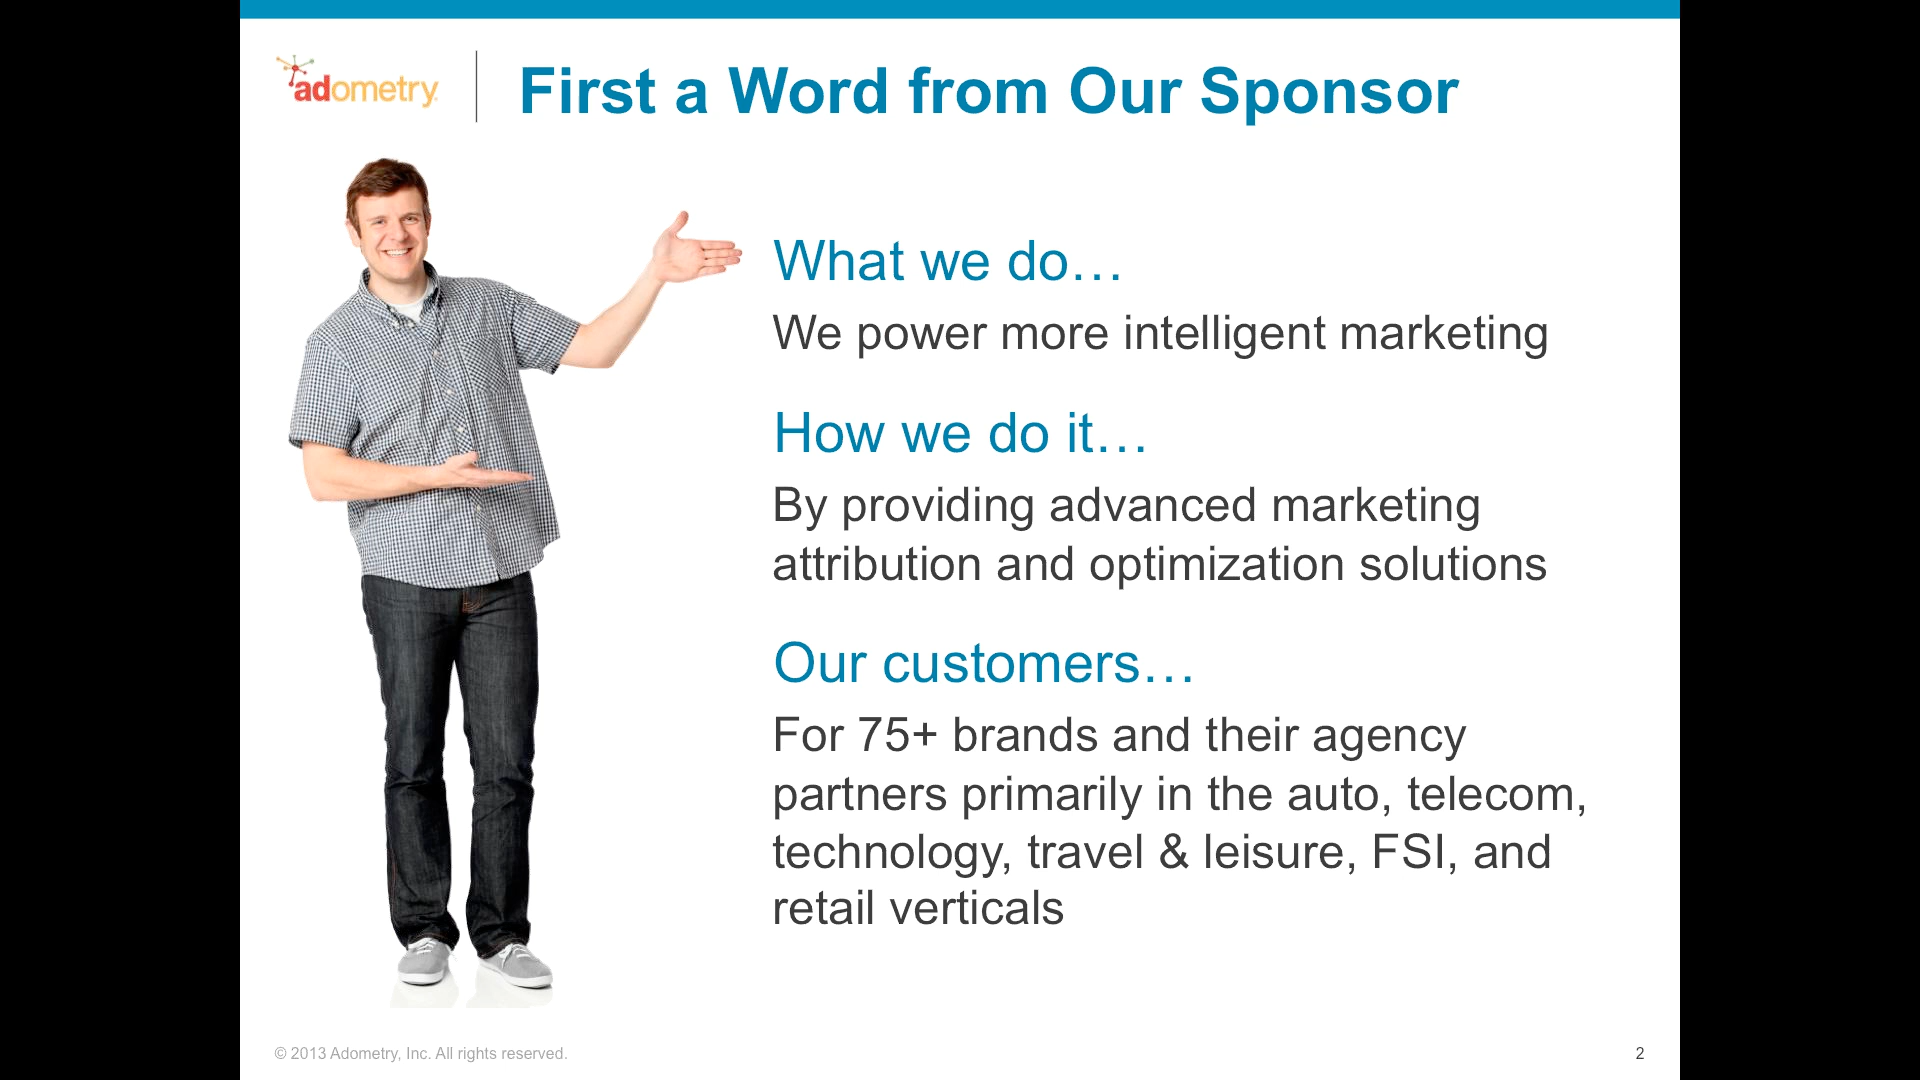 adometry
First a Word from Our Sponsor
What we do…
We power more intelligent marketing
How we do it…
By providing advanced marketing
attribution and optimization solutions
Our customers…
For 75+ brands and their agency
partners primarily in the auto, telecom,
technology, travel & leisure, FSI, and
retail verticals
© 2013 Adometry, Inc. All rights reserved.
2